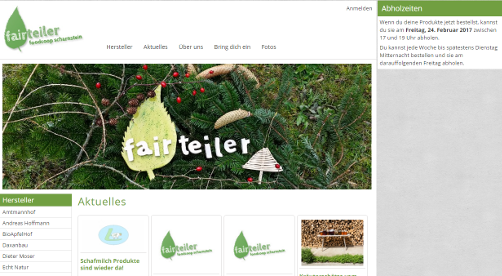 Anmelden
fairteiler
foodcoop scharnstein
Hersteller Aktuelles Über uns Bring dich ein Fotos
fairteiler
Abholzeiten
Wenn du deine Produkte jetzt bestellst, kannst
du sie am Freitag, 24. Februar 2017 zwischen
17 und 19 Uhr abholen.
Du kannst jede Woche bis spätestens Dienstag
Mitternacht bestellen und sie am
darauffolgenden Freitag abholen.
Hersteller
Amtmannhof
Andreas Hoffmann
BioApfelHof
Dananbau
Dieter Moser
Echt Natur
Aktuelles
Schafmilch Produkte
sind wieder da!
fairteiler
fairteiler